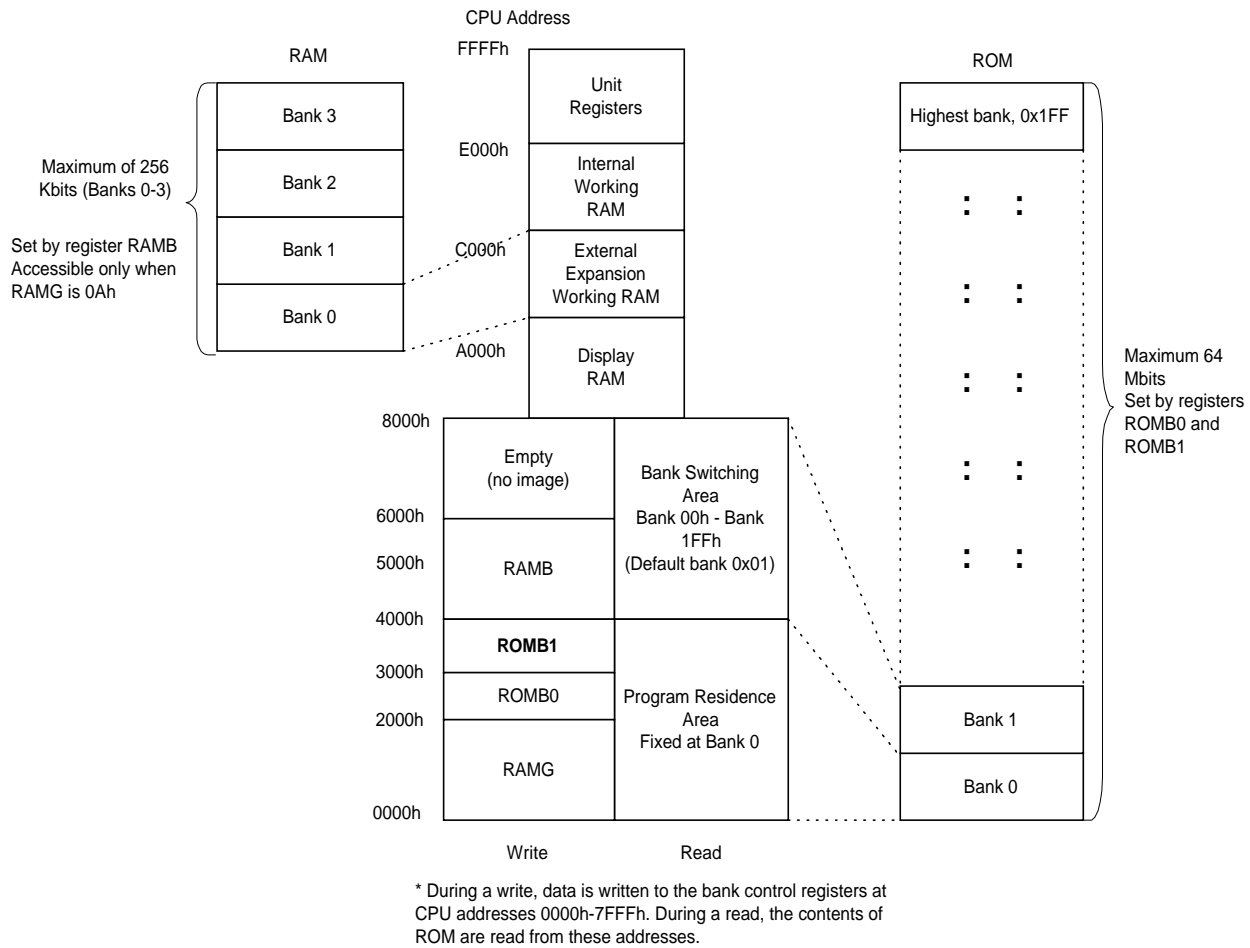 CPU Address
RAM
Bank 3
Bank 2
Bank 1
Bank 0
Maximum of 256
Kbits (Banks 0-3)
Set by register RAMB
Accessible only when
RAMG is 0Ah
FFFFh
E000h
C000h
A000h
8000h
6000h
5000h
4000h
3000h
2000h
0000h
Unit
Registers
Internal
Working
RAM
External
Expansion
Working RAM
Display
RAM
Empty
(no image)
RAMB
ROMB1
ROMB0
RAMG
Bank Switching
Area
Bank 00h - Bank
1FFh
(Default bank 0x01)
Program Residence
Area
Fixed at Bank 0
Write
Read
ROM
Highest bank, 0x1FF
: :
: :
: :
: :
: :
Bank 1
Bank 0
Maximum 64
Mbits
Set by registers
ROMB0 and
ROMB1
* During a write, data is written to the bank control registers at
CPU addresses 0000h-7FFFh. During a read, the contents of
ROM are read from these addresses.